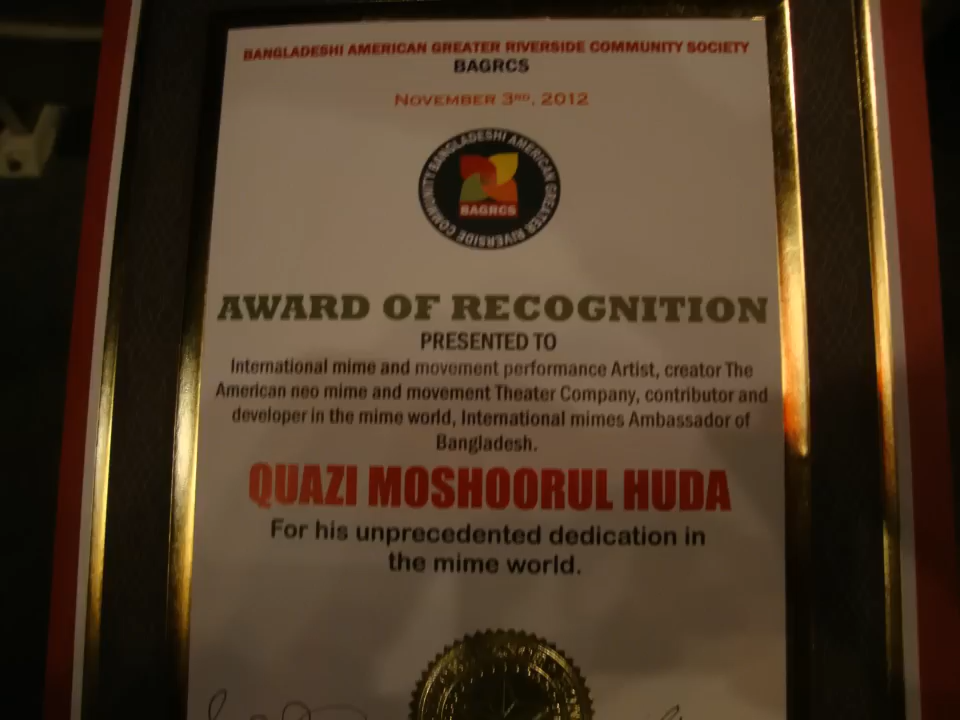 BANGLADESHI AMERICAN GREATER RIVERSIDE COMMUNITY SOCIETY
BAGRCS
NOVEMBER 3RD, 2012
BANGLADESHI AMERICAN GREATER RIVERSIDE COMMUNITY
BAGRCS
AWARD OF RECOGNITION
PRESENTED TO
International mime and movement performance Artist, creator The
American neo mime and movement Theater Company, contributor and
developer in the mime world, International mimes Ambassador of
Bangladesh.
QUAZI MOSHOORUL HUDA
For his unprecedented dedication in
the mime world.